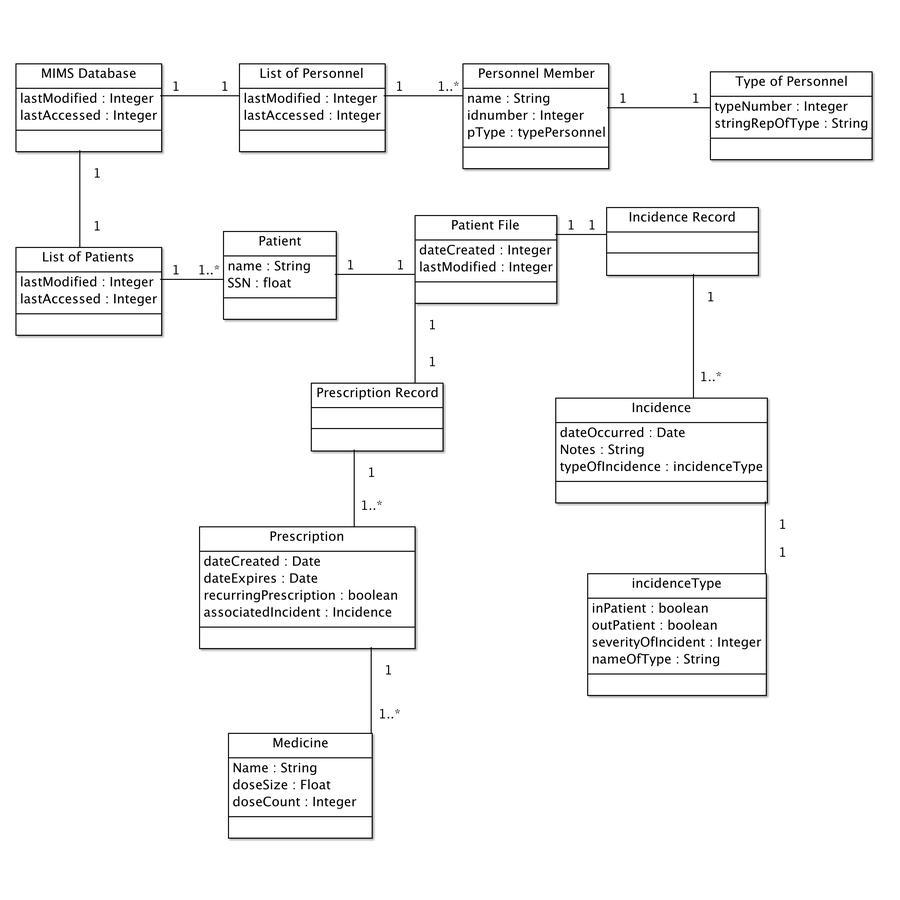 MIMS Database
lastModified : Integer
lastAccessed : Integer
1
1
List of Personnel
lastModified : Integer
lastAccessed : Integer
1
1..*
Personnel Member
name : String
idnumber : Integer
pType : typePersonnel
1
1
Type of Personnel
typeNumber : Integer
stringRepOfType : String
1
1
List of Patients
lastModified : Integer
lastAccessed : Integer
1
1..*
Patient
name : String
SSN : float
1
1
Patient File
dateCreated : Integer
lastModified : Integer
1
1
Incidence Record
1
1..*
1
1
Prescription Record
1
1..*
Incidence
dateOccurred : Date
Notes : String
typeOfIncidence : incidenceType
1
1
Prescription
dateCreated : Date
dateExpires : Date
recurringPrescription : boolean
associatedIncident : Incidence
1
1..*
incidenceType
inPatient : boolean
outPatient : boolean
severityOfIncident : Integer
nameOfType : String
Medicine
Name : String
doseSize : Float
doseCount : Integer